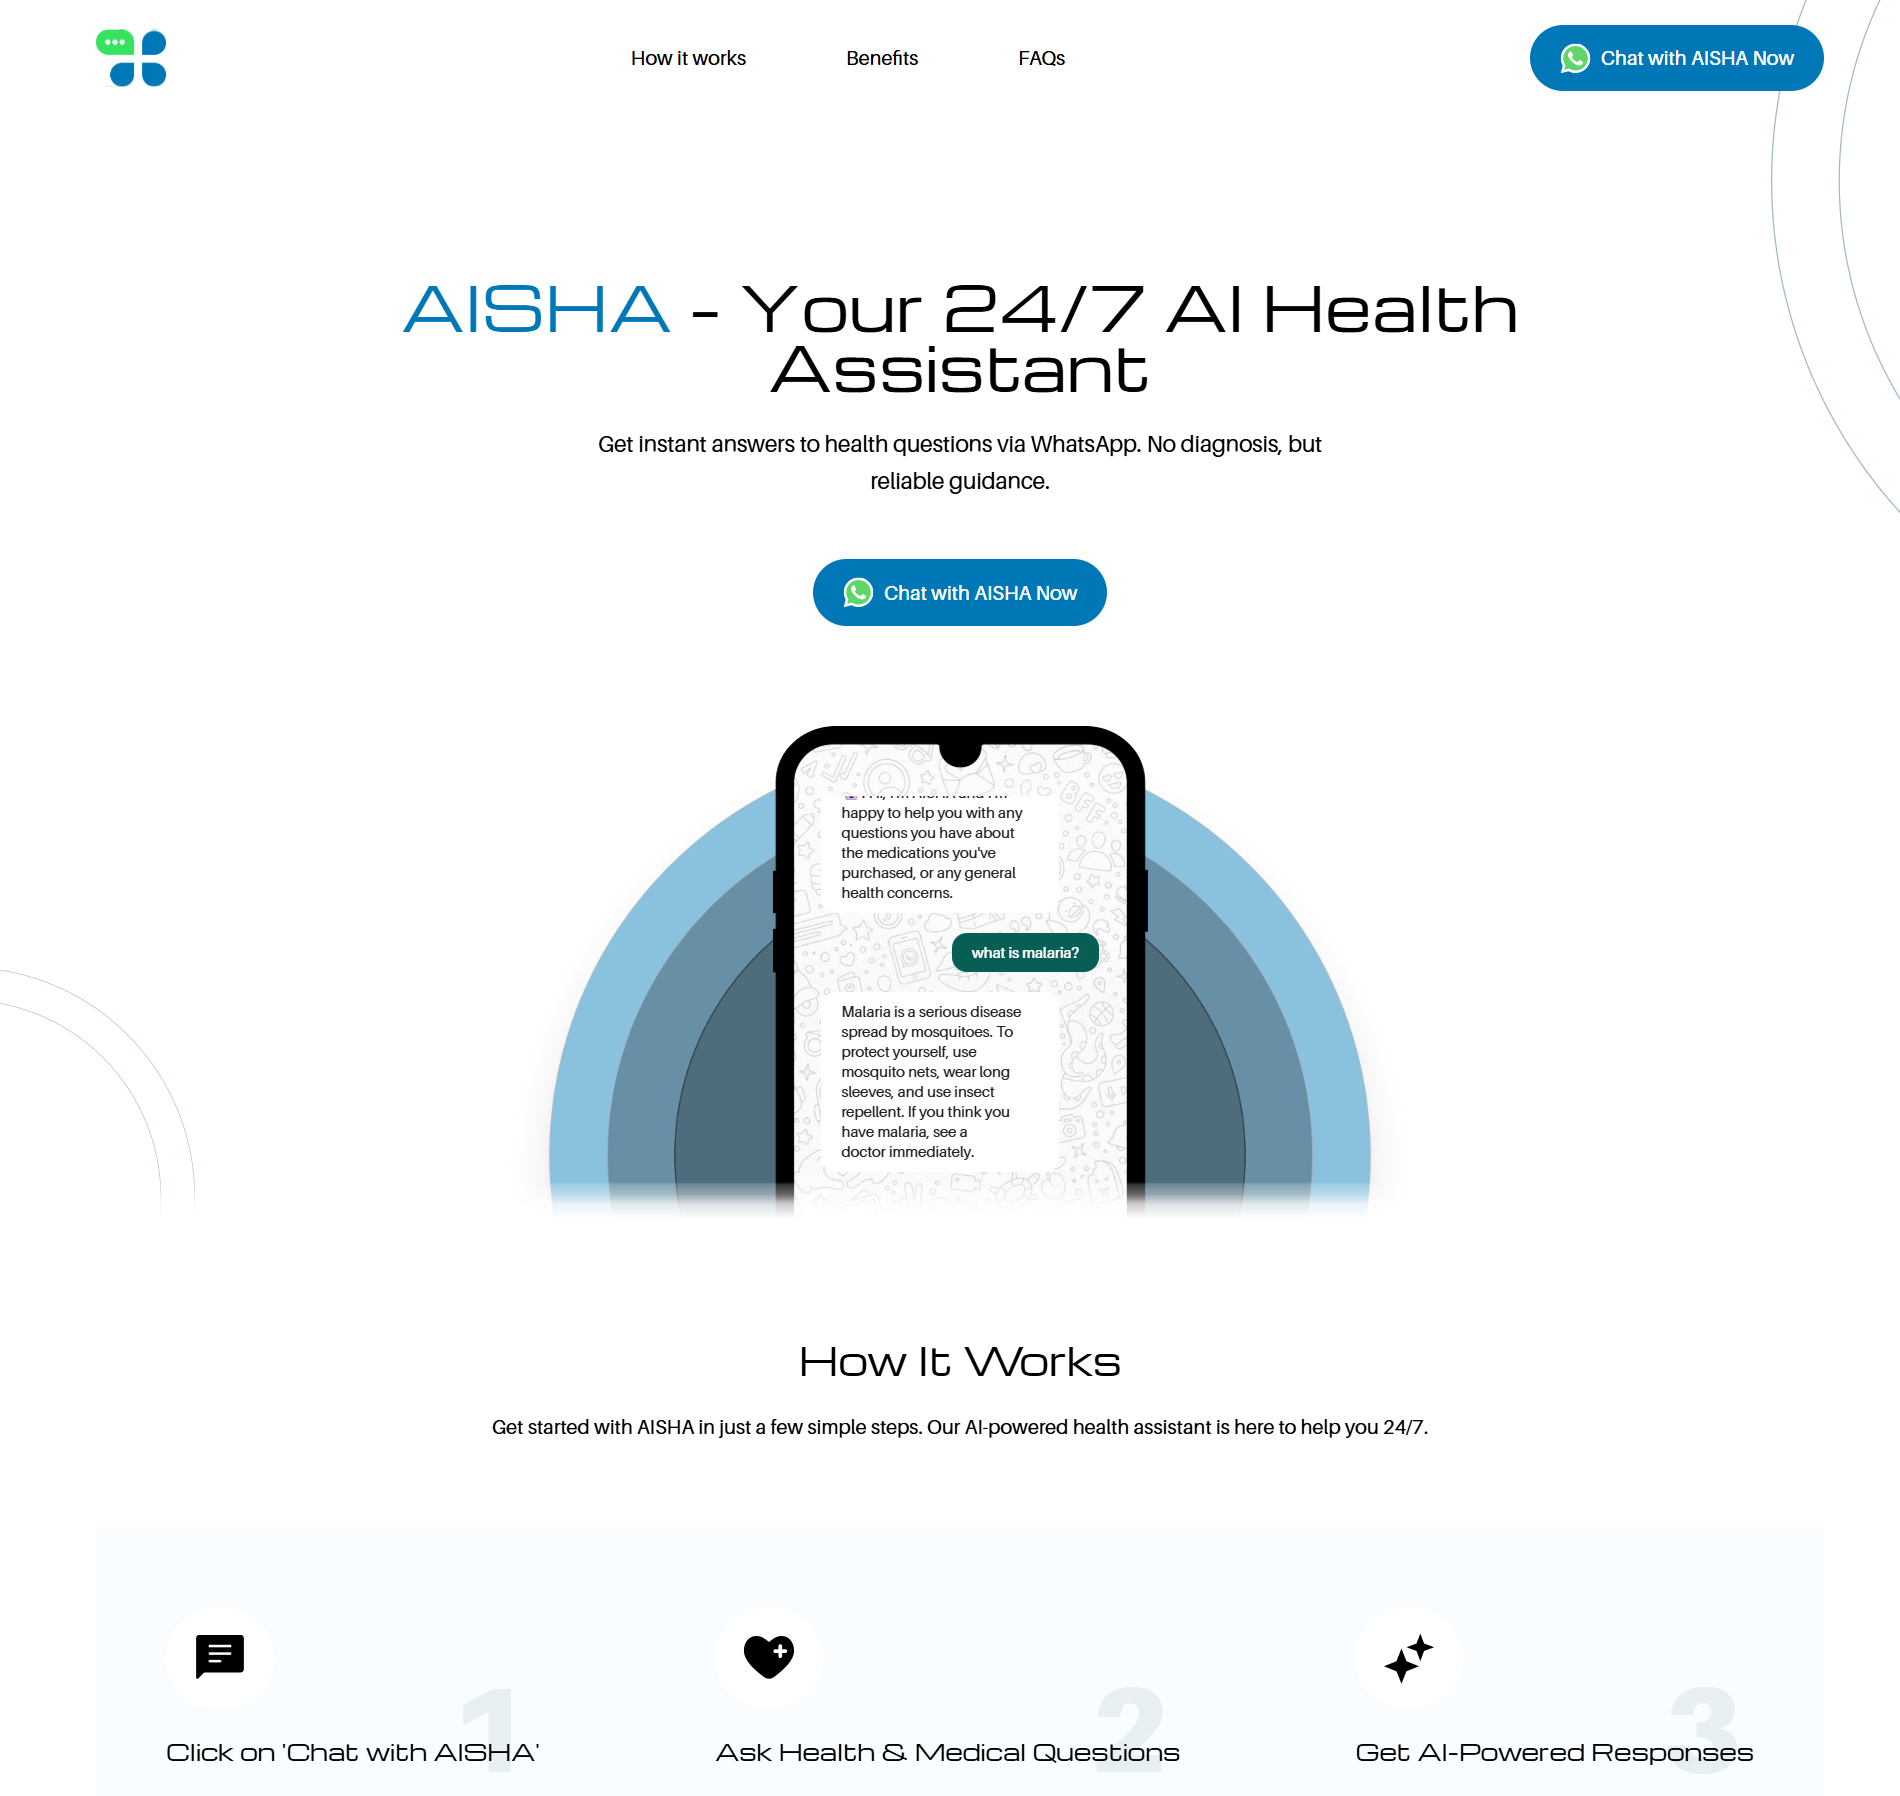 How it works
Benefits
FAQs
Chat with AISHA Now
AISHA - Your 24/7 AI Health
Assistant
Get instant answers to health questions via WhatsApp. No diagnosis, but
reliable guidance.
Chat with AISHA Now
happy to help you with any
questions you have about
the medications you've
purchased, or any general
health concerns.
what is malaria?
Malaria is a serious disease
spread by mosquitoes. To
protect yourself, use
mosquito nets, wear long
sleeves, and use insect
repellent. If you think you
have malaria, see a
doctor immediately.
How It Works
Get started with AISHA in just a few simple steps. Our AI-powered health assistant is here to help you 24/7.
1
Click on 'Chat with AISHA'
2
Ask Health & Medical Questions
3
Get AI-Powered Responses